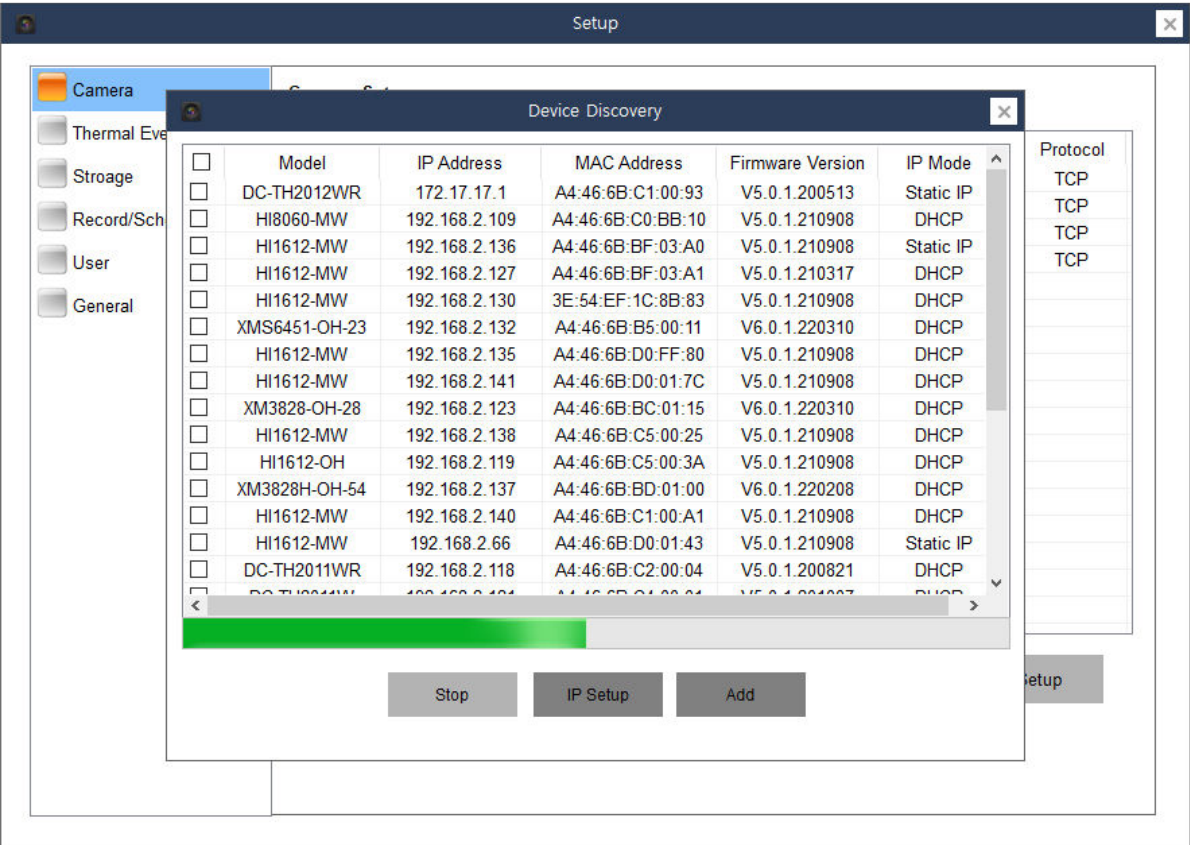 Setup
Camera
Thermal Eve
Stroage
Record/Sch
User
General
Device Discovery
Model IP Address MAC Address Firmware Version IP Mode
DC-TH2012WR 172.17.17.1 A4:46:6B:C1:00:93 V5.0.1.200513 Static IP
HI8060-MW 192.168.2.109 A4:46:6B:C0:BB:10 V5.0.1.210908 DHCP
HI1612-MW 192.168.2.136 A4:46:6B:BF:03:A0 V5.0.1.210908 Static IP
HI1612-MW 192.168.2.127 A4:46:6B:BF:03:A1 V5.0.1.210317 DHCP
HI1612-MW 192.168.2.130 3E:54:EF:1C:8B:83 V5.0.1.210908 DHCP
XMS6451-OH-23 192.168.2.132 A4:46:6B:B5:00:11 V6.0.1.220310 DHCP
HI1612-MW 192.168.2.135 A4:46:6B:D0:FF:80 V5.0.1.210908 DHCP
HI1612-MW 192.168.2.141 A4:46:6B:D0:01:7C V5.0.1.210908 DHCP
XM3828-OH-28 192.168.2.123 A4:46:6B:BC:01:15 V6.0.1.220310 DHCP
HI1612-MW 192.168.2.138 A4:46:6B:C5:00:25 V5.0.1.210908 DHCP
HI1612-OH 192.168.2.119 A4:46:6B:C5:00:3A V5.0.1.210908 DHCP
XM3828H-OH-54 192.168.2.137 A4:46:6B:BD:01:00 V6.0.1.220208 DHCP
HI1612-MW 192.168.2.140 A4:46:6B:C1:00:A1 V5.0.1.210908 DHCP
HI1612-MW 192.168.2.66 A4:46:6B:D0:01:43 V5.0.1.210908 Static IP
DC-TH2011WR 192.168.2.118 A4:46:6B:C2:00:04 V5.0.1.200821 DHCP
Stop IP Setup Add
Protocol
TCP
TCP
TCP
TCP
Setup